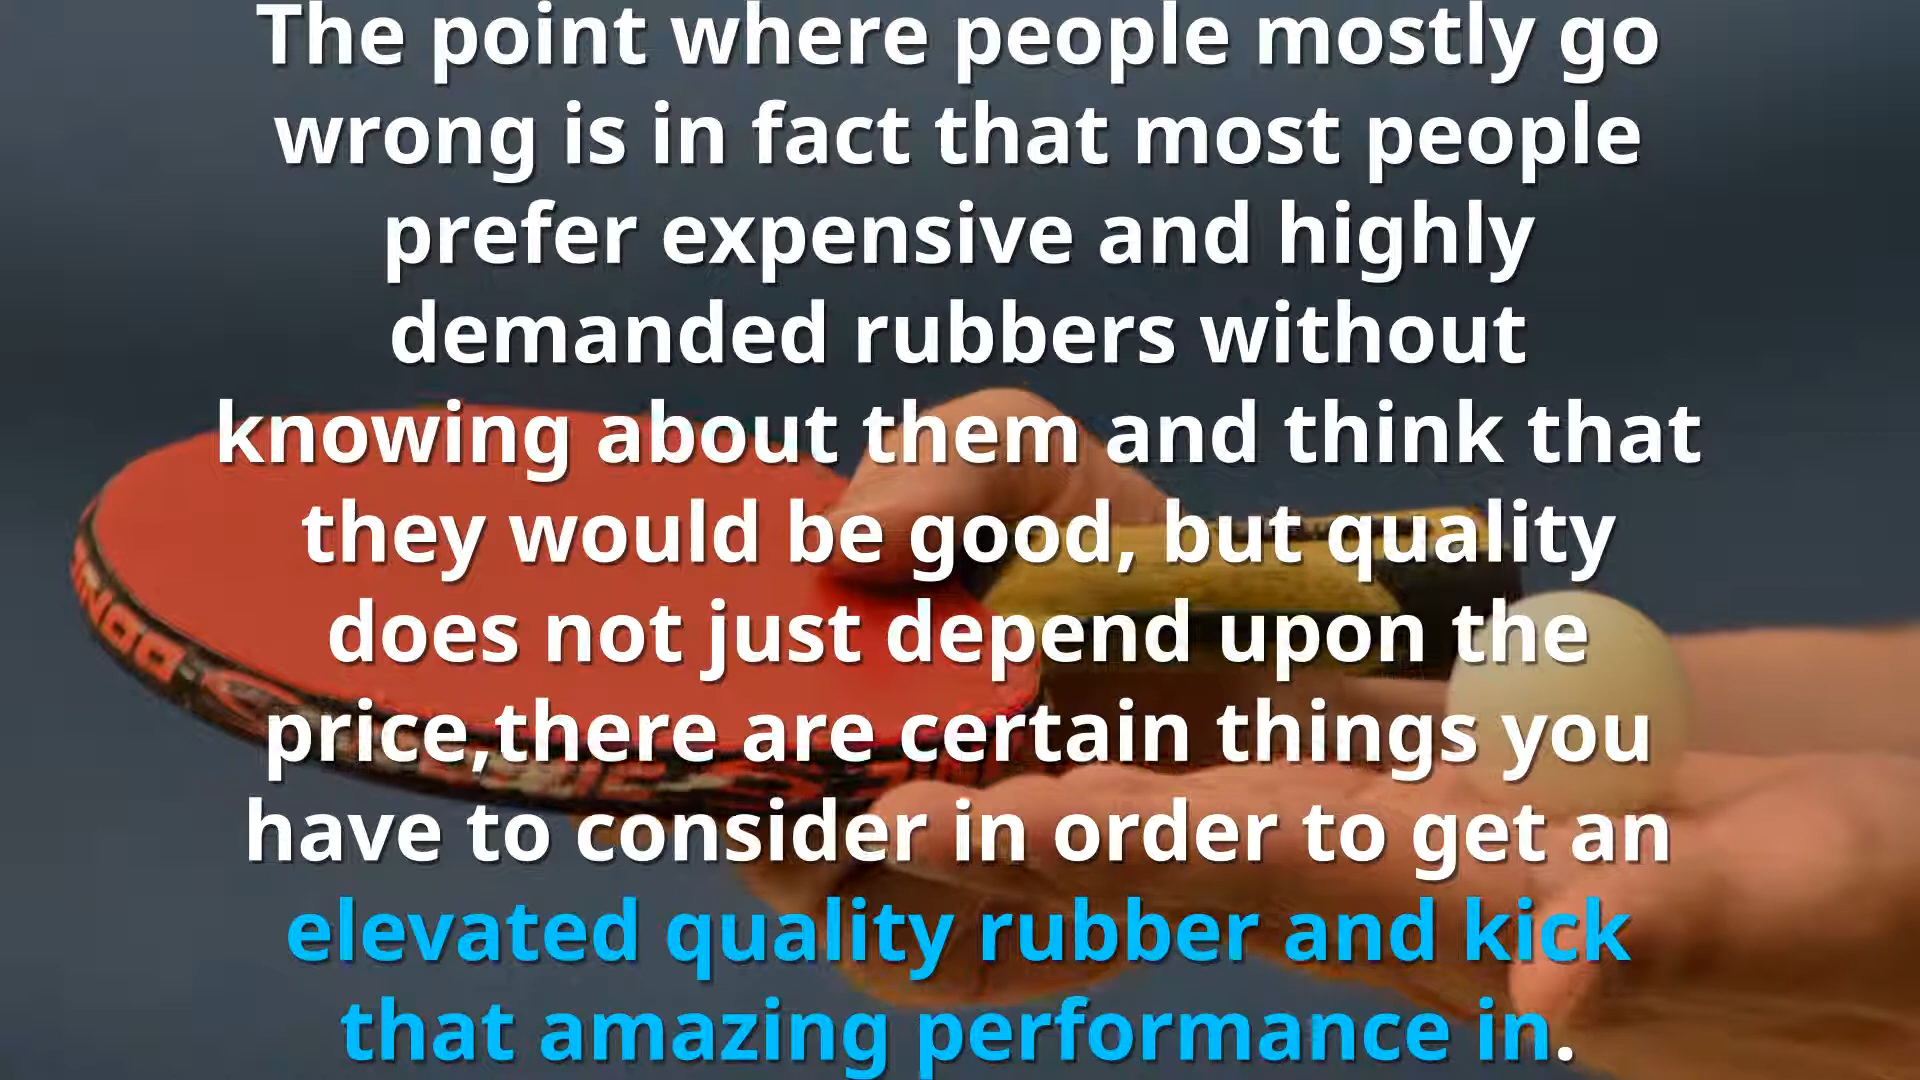 The point where people mostly go
wrong is in fact that most people
prefer expensive and highly
demanded rubbers without
knowing about them and think that
they would be good, but quality
does not just depend upon the
price,there are certain things you
have to consider in order to get an
elevated quality rubber and kick
that amazing performance in.